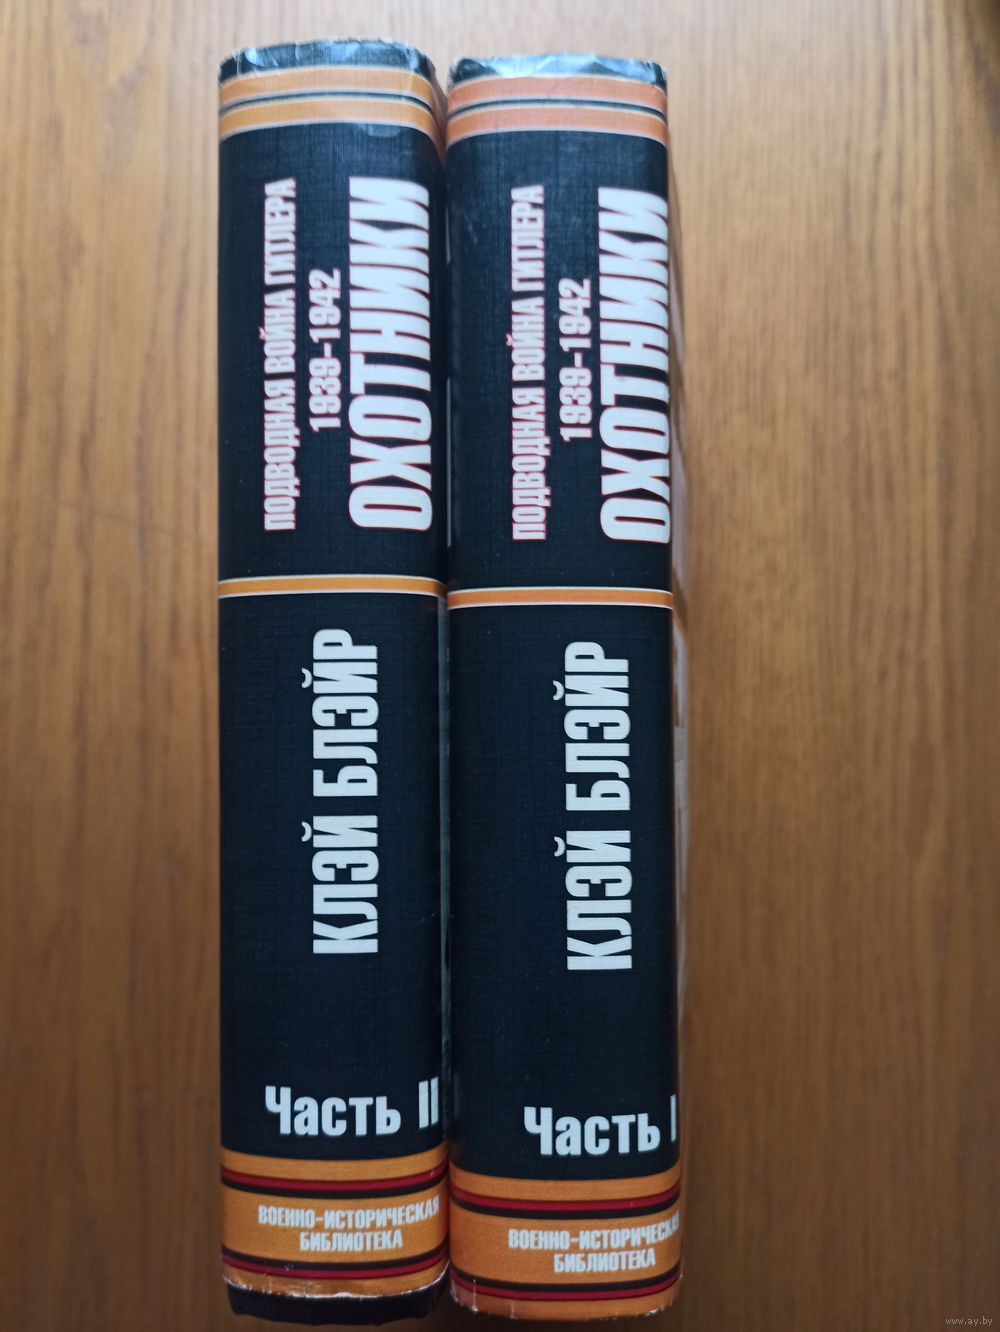 ПОДВОДНАЯ ВОЙНА ГИТЛЕРА
1939-1942
ОХОТНИКИ
КЛЭЙ БЛЭЙР
Часть II
ВОЕННО-ИСТОРИЧЕСКАЯ
БИБЛИОТЕКА
ПОДВОДНАЯ ВОЙНА ГИТЛЕРА
1939-1942
ОХОТНИКИ
КЛЭЙ БЛЭЙР
Часть I
ВОЕННО-ИСТОРИЧЕСКАЯ
БИБЛИОТЕКА
www.ay.by